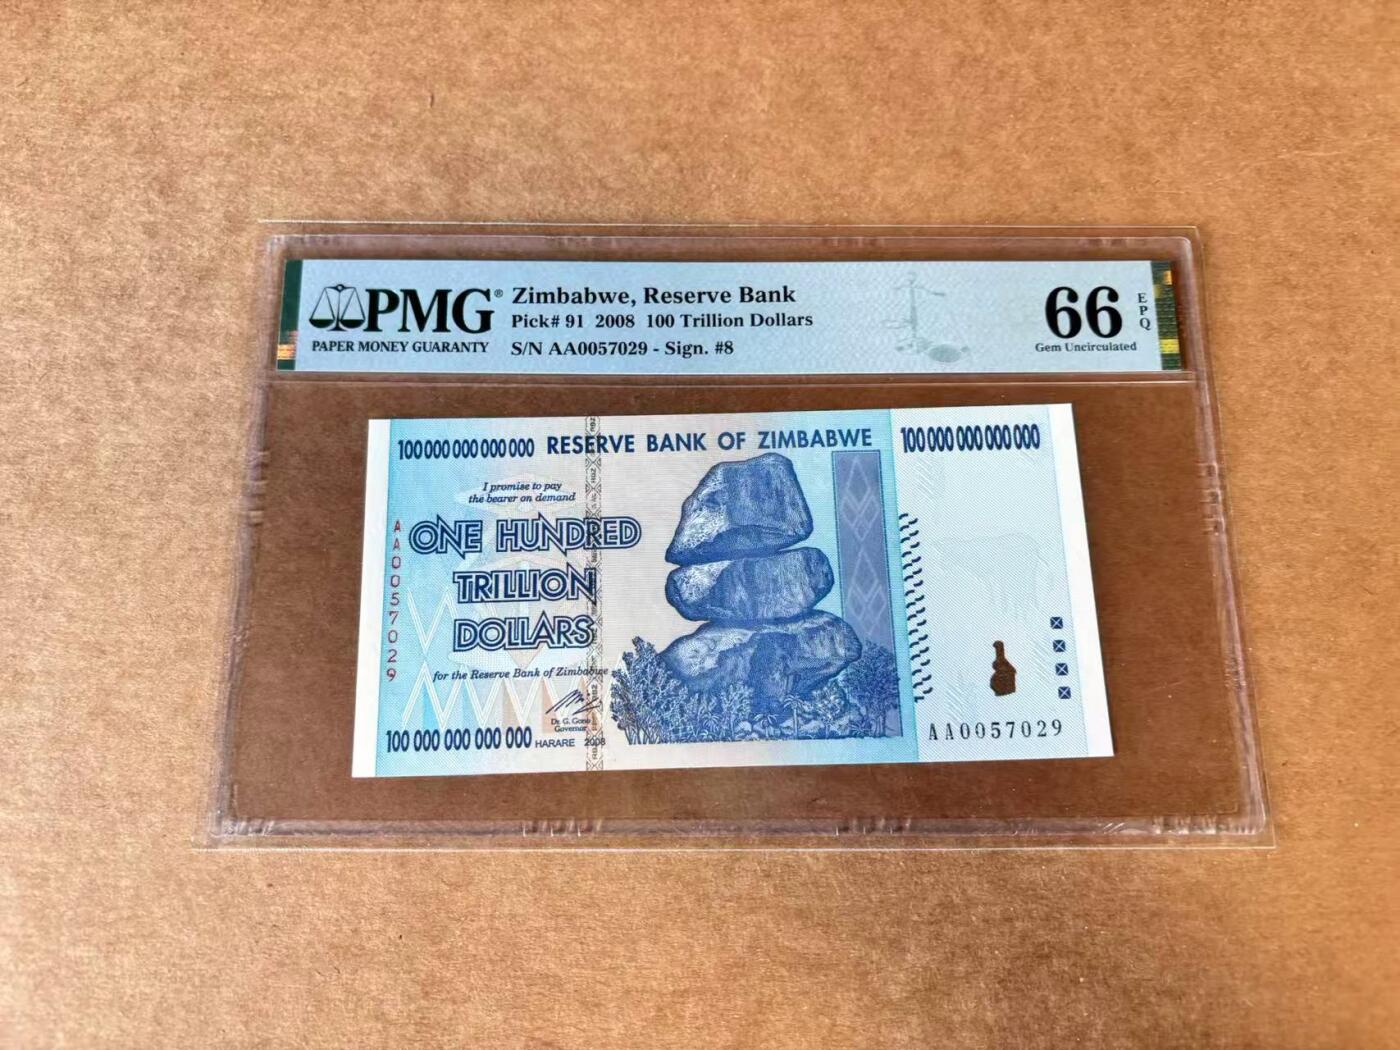 PMG®
PAPER MONEY GUARANTY
Zimbabwe, Reserve Bank
Pick# 91 2008 100 Trillion Dollars
S/N AA0057029 - Sign. #8
66
EPQ
Gem Uncirculated
100 000 000 000 000 RESERVE BANK OF ZIMBABWE 100 000 000 000 000
I promise to pay
the bearer on demand
ONE HUNDRED
TRILLION
DOLLARS
AA0057029
for the Reserve Bank of Zimbabwe
Dr. G. Gono
Governor
100 000 000 000 000 HARARE 2008
AA0057029